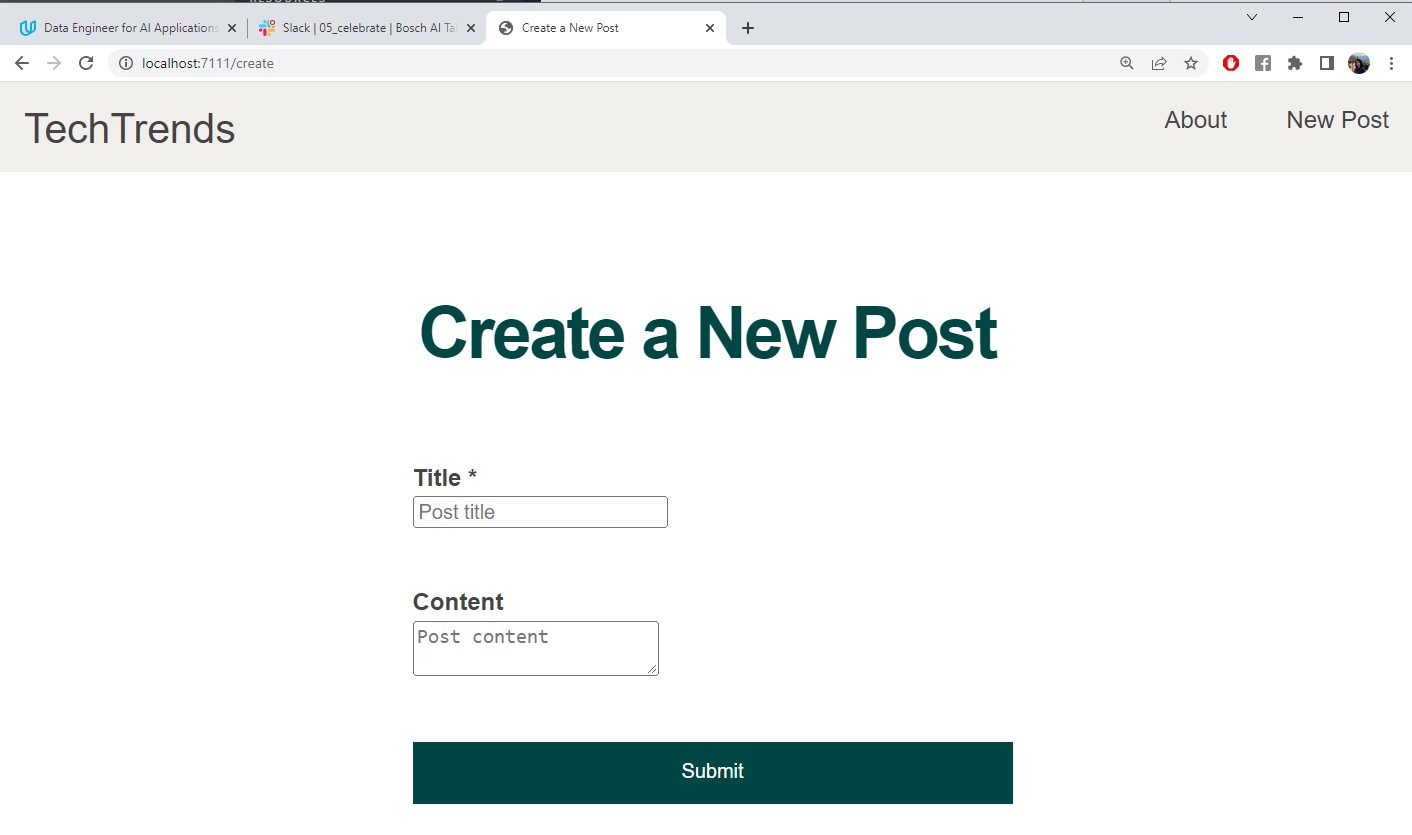 Data Engineer for AI Applications
Slack | 05_celebrate | Bosch AI Tal
Create a New Post
localhost:7111/create
TechTrends
About
New Post
Create a New Post
Title *
Post title
Content
Post content
Submit